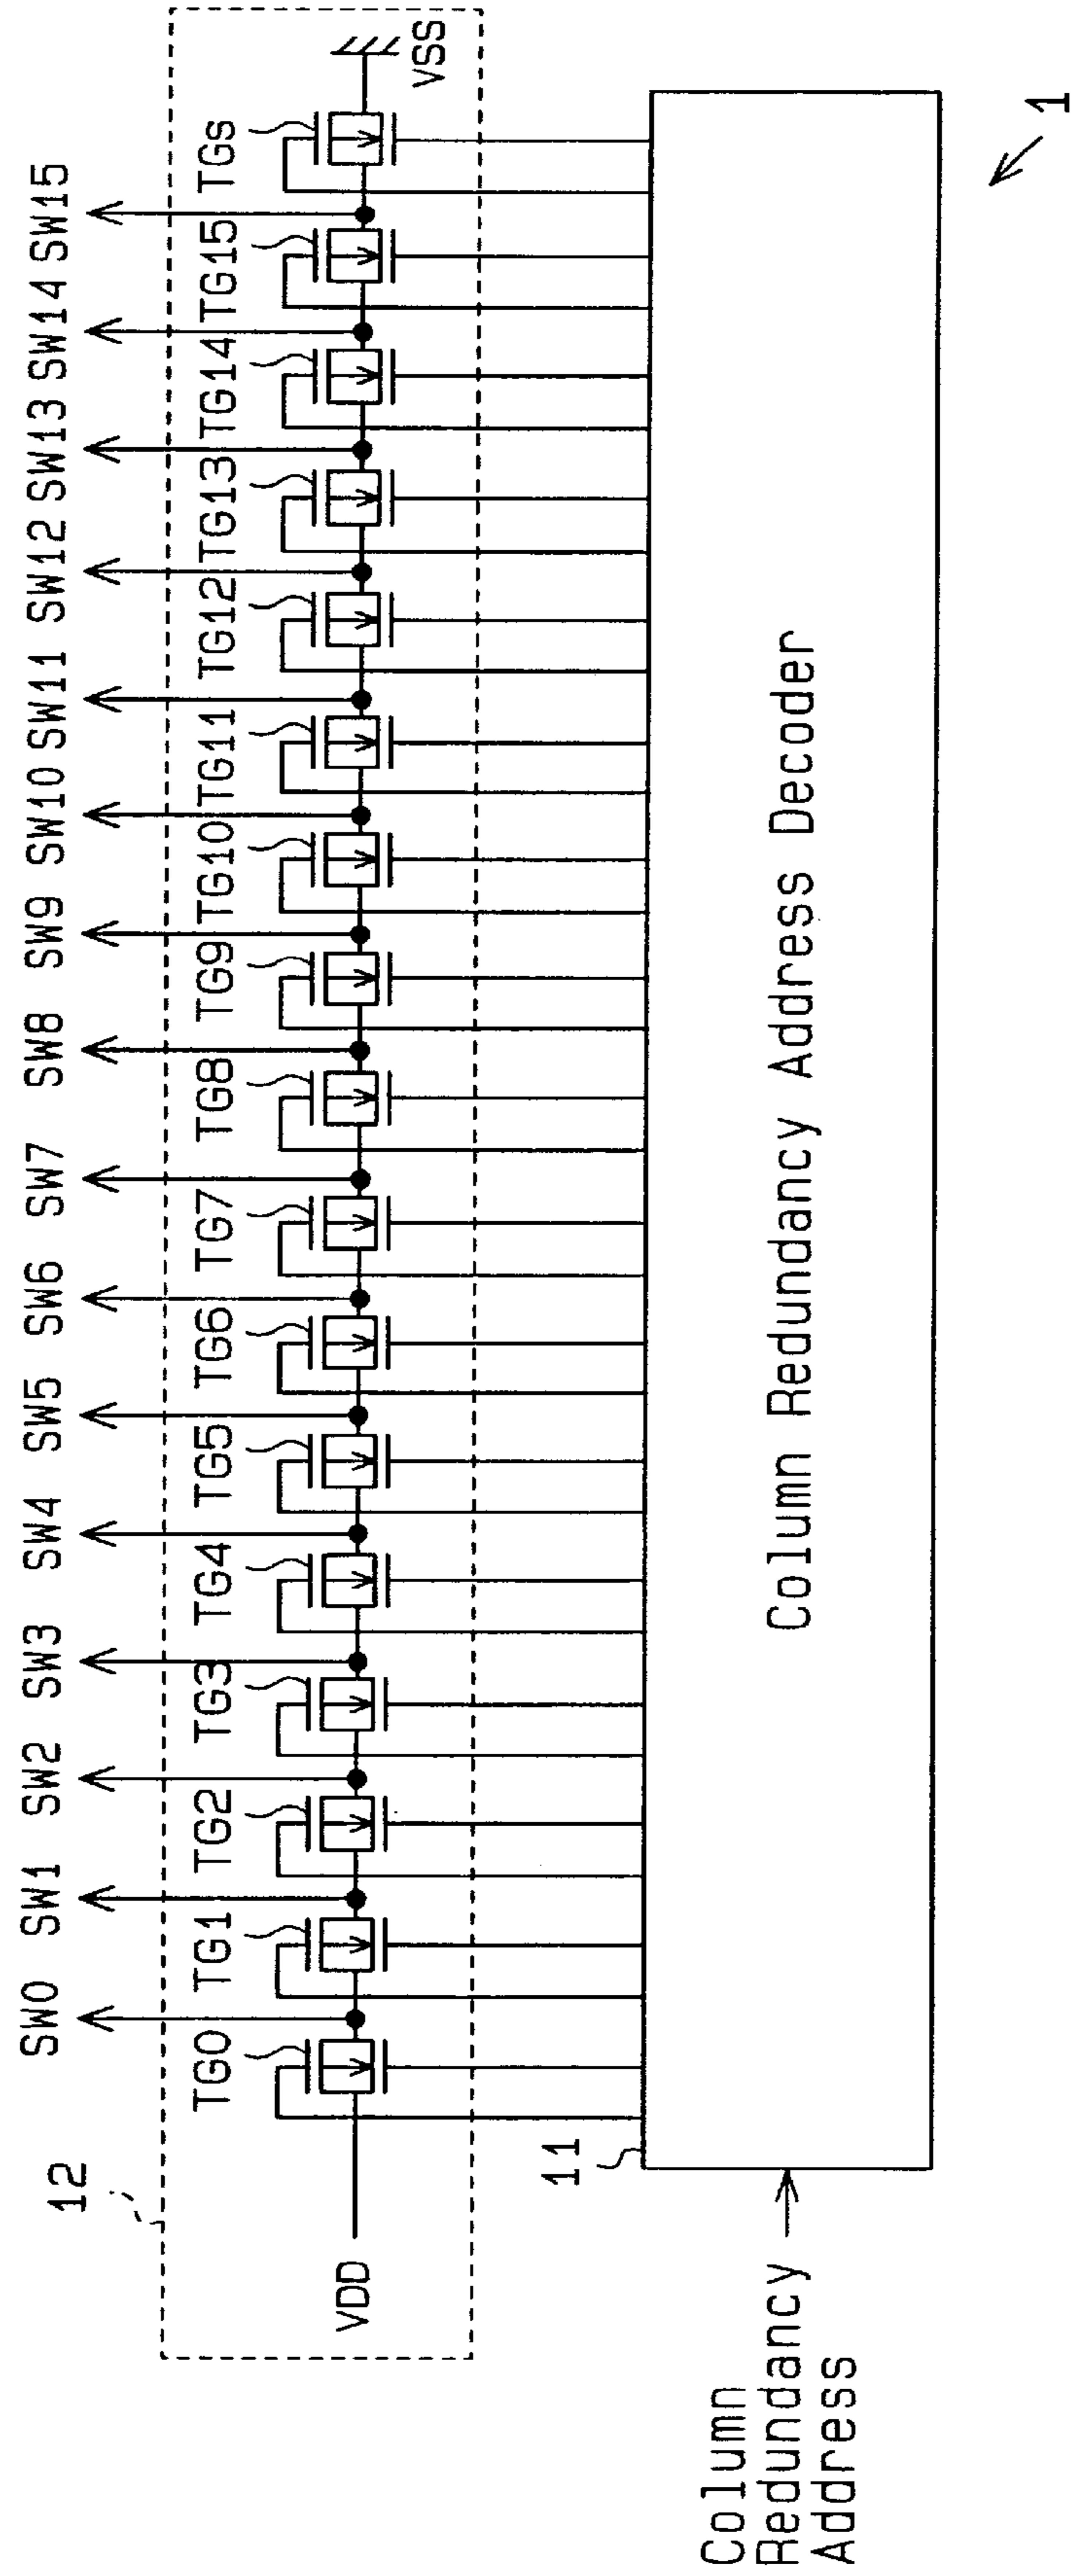 SW0 SW1 SW2 SW3 SW4 SW5 SW6 SW7 SW8 SW9 SW10 SW11 SW12 SW13 SW14 SW15
12
TG0 TG1 TG2 TG3 TG4 TG5 TG6 TG7 TG8 TG9 TG10 TG11 TG12 TG13 TG14 TG15 TGs
VDD
VSS
11
Column
Redundancy
Address
Column Redundancy Address Decoder
1